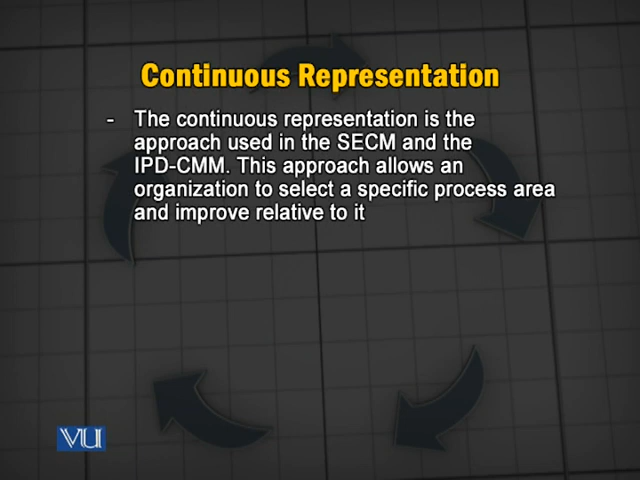 Continuous Representation
- The continuous representation is the
approach used in the SECM and the
IPD-CMM. This approach allows an
organization to select a specific process area
and improve relative to it
VU